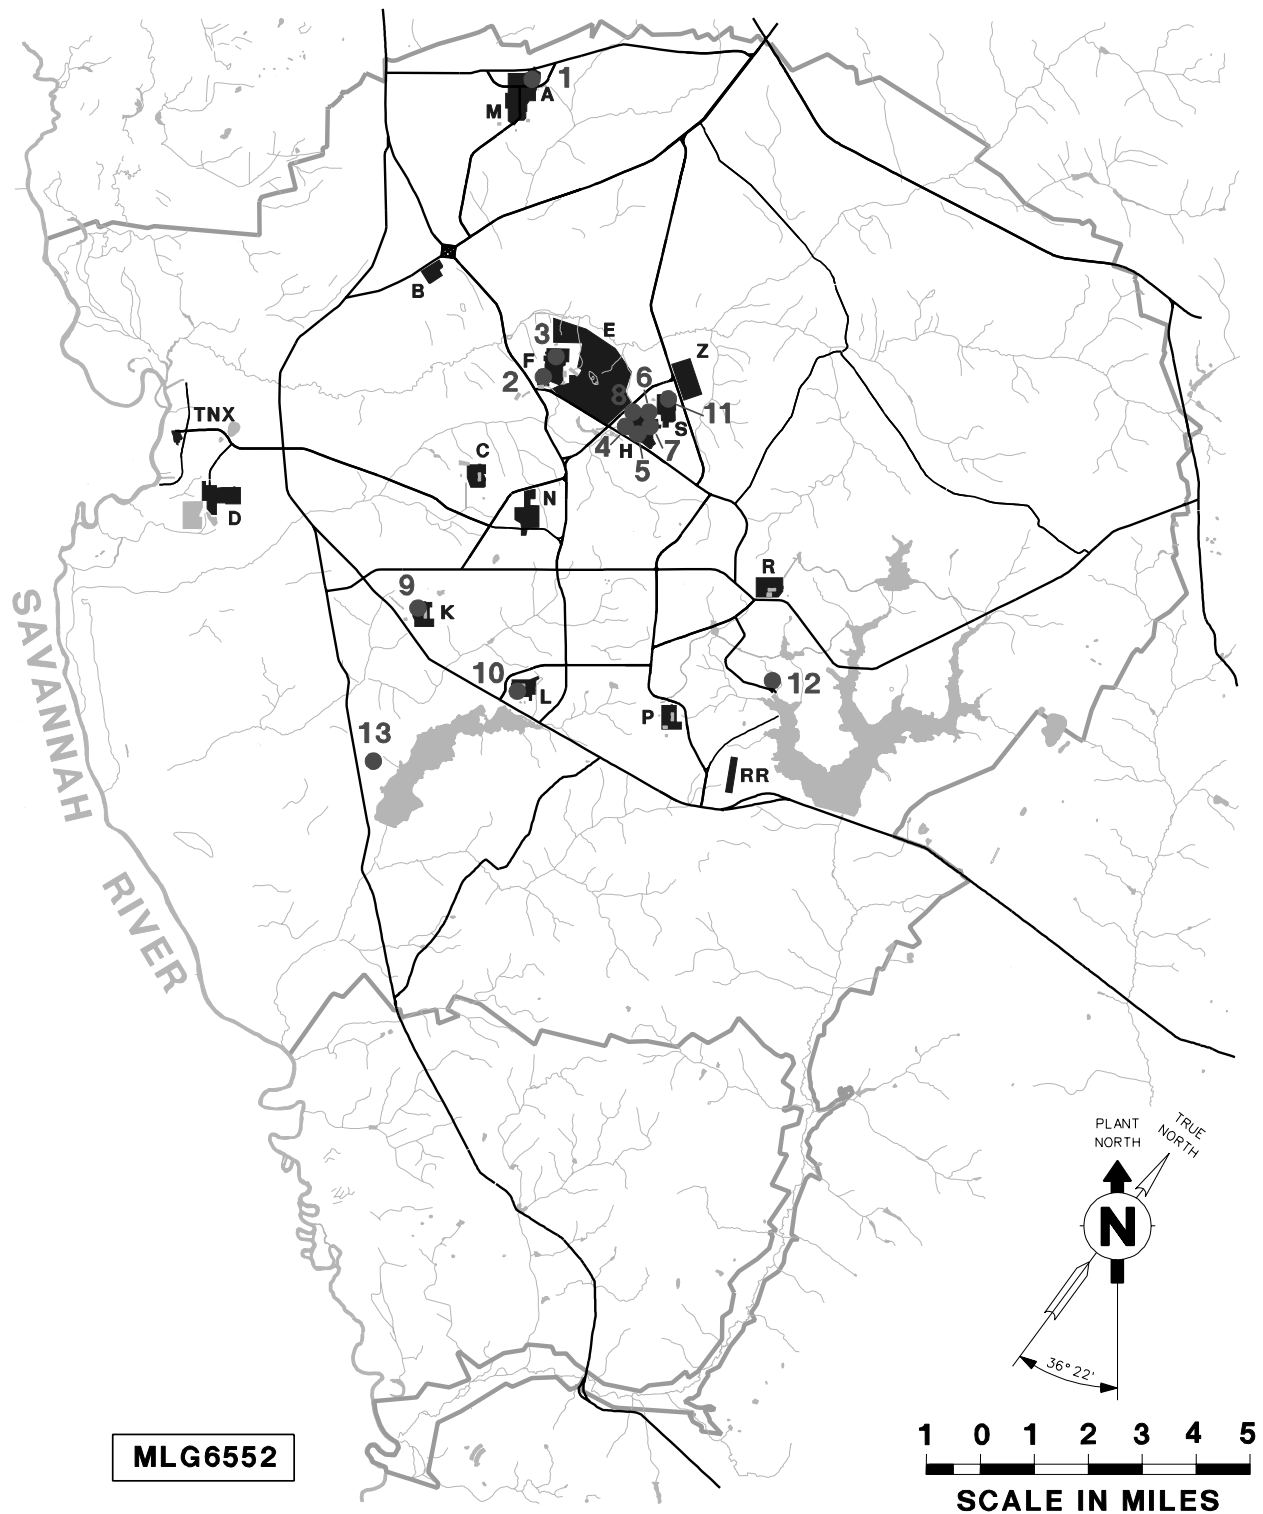 1
A
M
B
3
E
F
2
Z
6
8
11
S
4
H
7
5
TNX
C
N
D
R
9
K
10
L
12
P
13
RR
SAVANNAH
RIVER
PLANT
NORTH
TRUE
NORTH
N
36° 22'
MLG6552
1 0 1 2 3 4 5
SCALE IN MILES